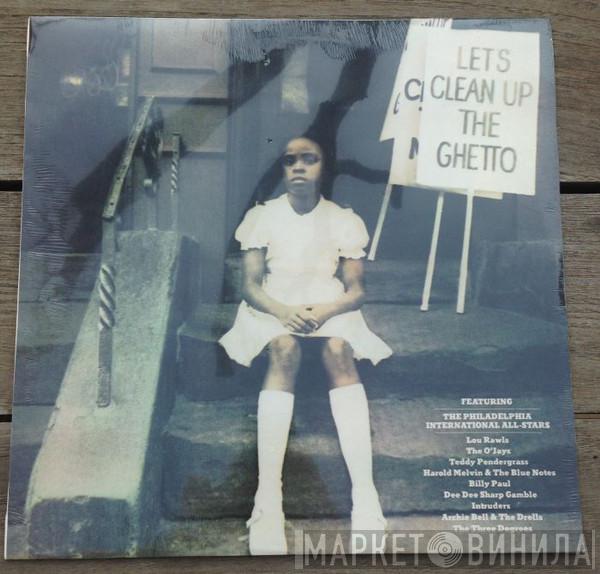 LETS
CLEAN UP
THE
GHETTO
FEATURING
THE PHILADELPHIA
INTERNATIONAL ALL-STARS
Lou Rawls
The O'Jays
Teddy Pendergrass
Harold Melvin & The Blue Notes
Billy Paul
Dee Dee Sharp Gamble
Intruders
Archie Bell & The Drells
The Three Degrees
МАРКЕТ ВИНИЛА